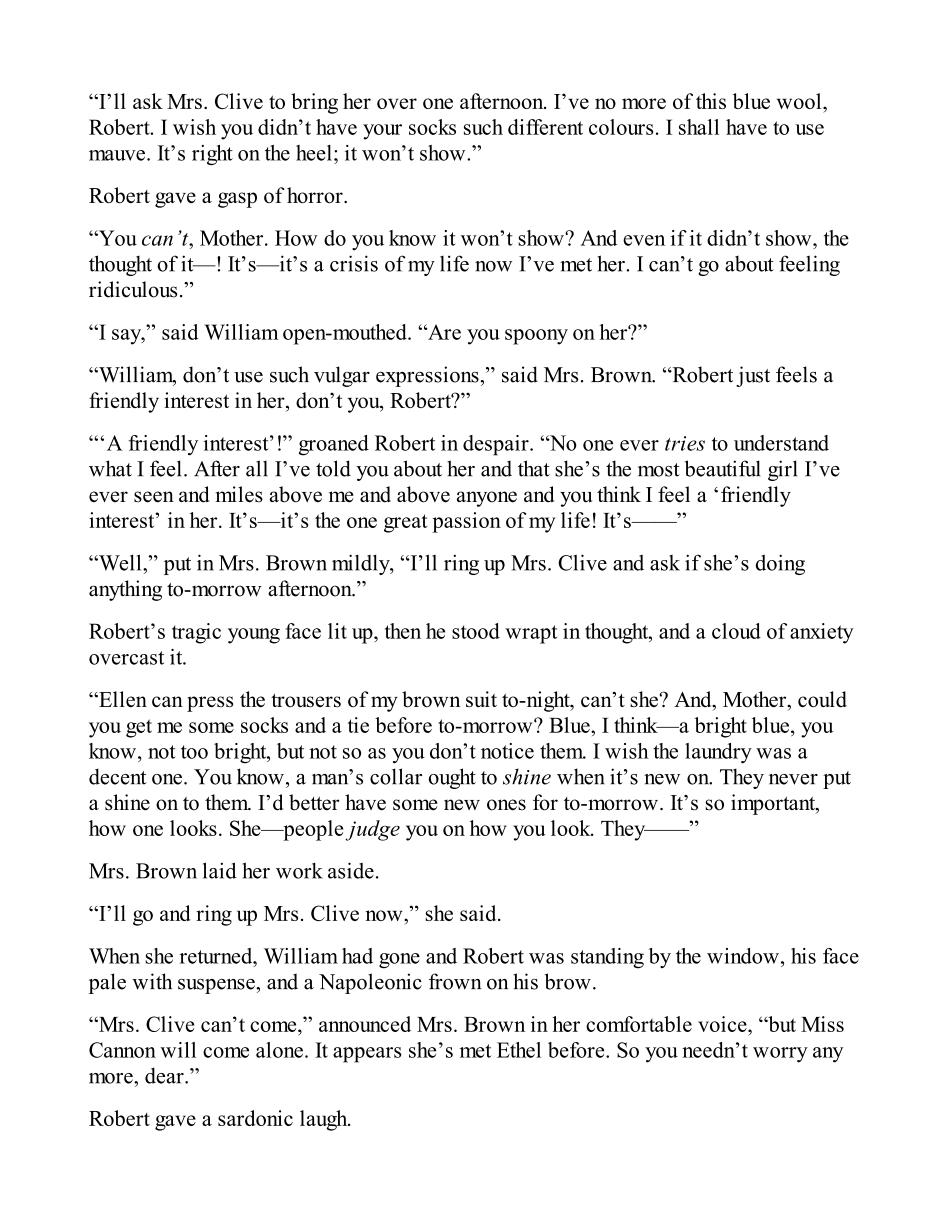 “I’ll ask Mrs. Clive to bring her over one afternoon. I’ve no more of this blue wool,
Robert. I wish you didn’t have your socks such different colours. I shall have to use
mauve. It’s right on the heel; it won’t show.”
Robert gave a gasp of horror.
“You can’t, Mother. How do you know it won’t show? And even if it didn’t show, the
thought of it—! It’s—it’s a crisis of my life now I’ve met her. I can’t go about feeling
ridiculous.”
“I say,” said William open-mouthed. “Are you spoony on her?”
“William, don’t use such vulgar expressions,” said Mrs. Brown. “Robert just feels a
friendly interest in her, don’t you, Robert?”
“‘A friendly interest’!” groaned Robert in despair. “No one ever tries to understand
what I feel. After all I’ve told you about her and that she’s the most beautiful girl I’ve
ever seen and miles above me and above anyone and you think I feel a ‘friendly
interest’ in her. It’s—it’s the one great passion of my life! It’s——”
“Well,” put in Mrs. Brown mildly, “I’ll ring up Mrs. Clive and ask if she’s doing
anything to-morrow afternoon.”
Robert’s tragic young face lit up, then he stood wrapt in thought, and a cloud of anxiety
overcast it.
“Ellen can press the trousers of my brown suit to-night, can’t she? And, Mother, could
you get me some socks and a tie before to-morrow? Blue, I think—a bright blue, you
know, not too bright, but not so as you don’t notice them. I wish the laundry was a
decent one. You know, a man’s collar ought to shine when it’s new on. They never put
a shine on to them. I’d better have some new ones for to-morrow. It’s so important,
how one looks. She—people judge you on how you look. They——”
Mrs. Brown laid her work aside.
“I’ll go and ring up Mrs. Clive now,” she said.
When she returned, William had gone and Robert was standing by the window, his face
pale with suspense, and a Napoleonic frown on his brow.
“Mrs. Clive can’t come,” announced Mrs. Brown in her comfortable voice, “but Miss
Cannon will come alone. It appears she’s met Ethel before. So you needn’t worry any
more, dear.”
Robert gave a sardonic laugh.